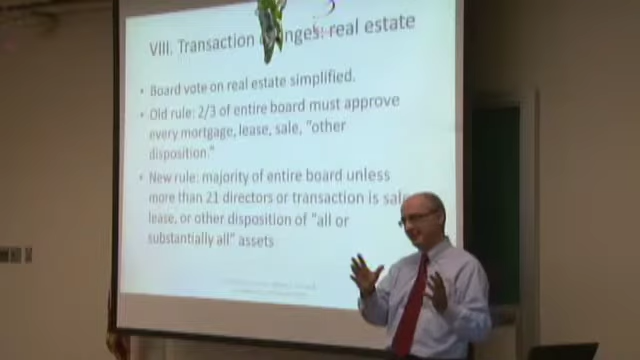 VIII. Transaction nges: real estate
• Board vote on real estate simplified.
• Old rule: 2/3 of entire board must approve
every mortgage, lease, sale, "other
disposition."
• New rule: majority of entire board unless
more than 21 directors or transaction is sale
lease, or other disposition of "all or
substantially all" assets